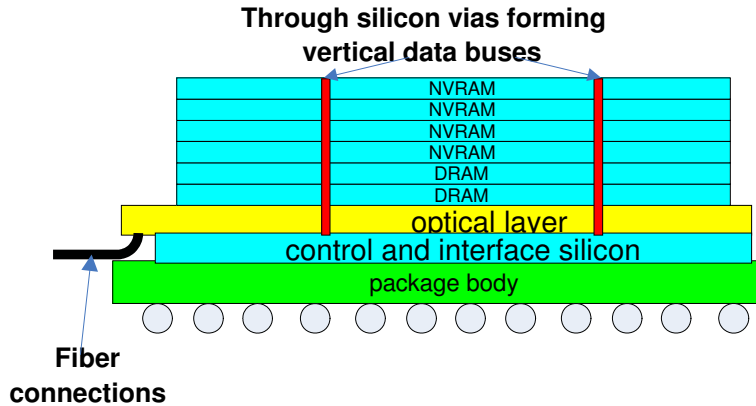 Through silicon vias forming
vertical data buses
NVRAM
NVRAM
NVRAM
NVRAM
DRAM
DRAM
optical layer
control and interface silicon
package body
Fiber
connections